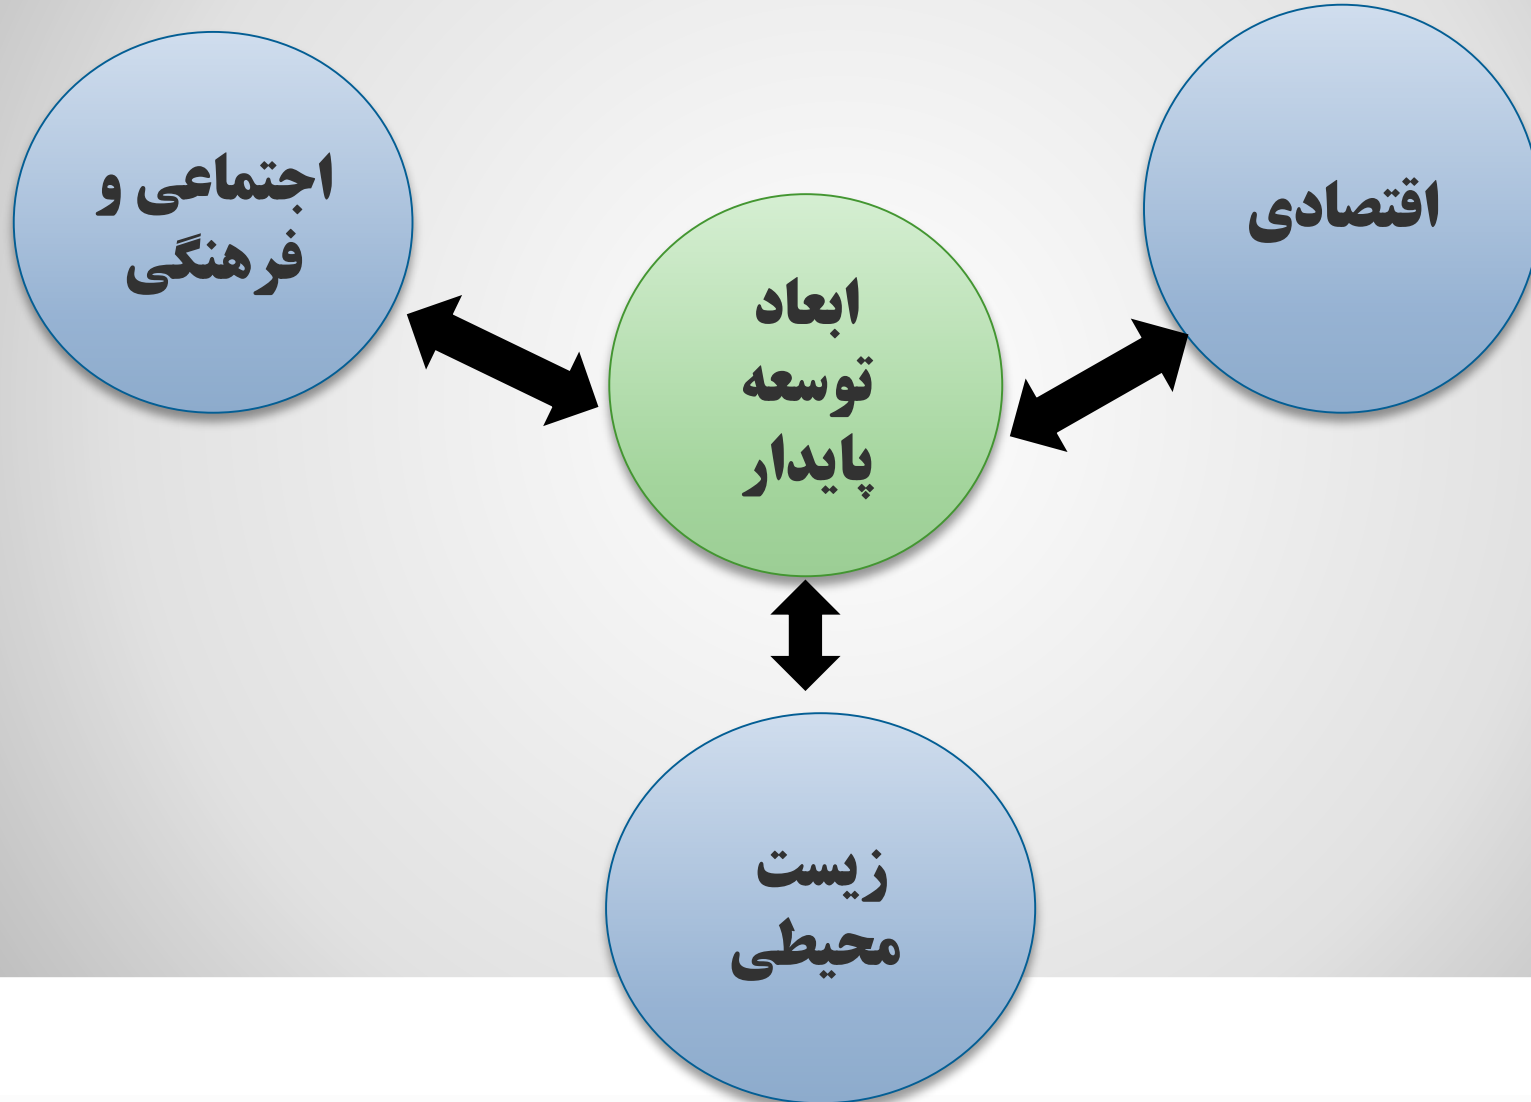 اقتصادی
اجتماعی و
فرهنگی
ابعاد
توسعه
پایدار
زیست
محیطی